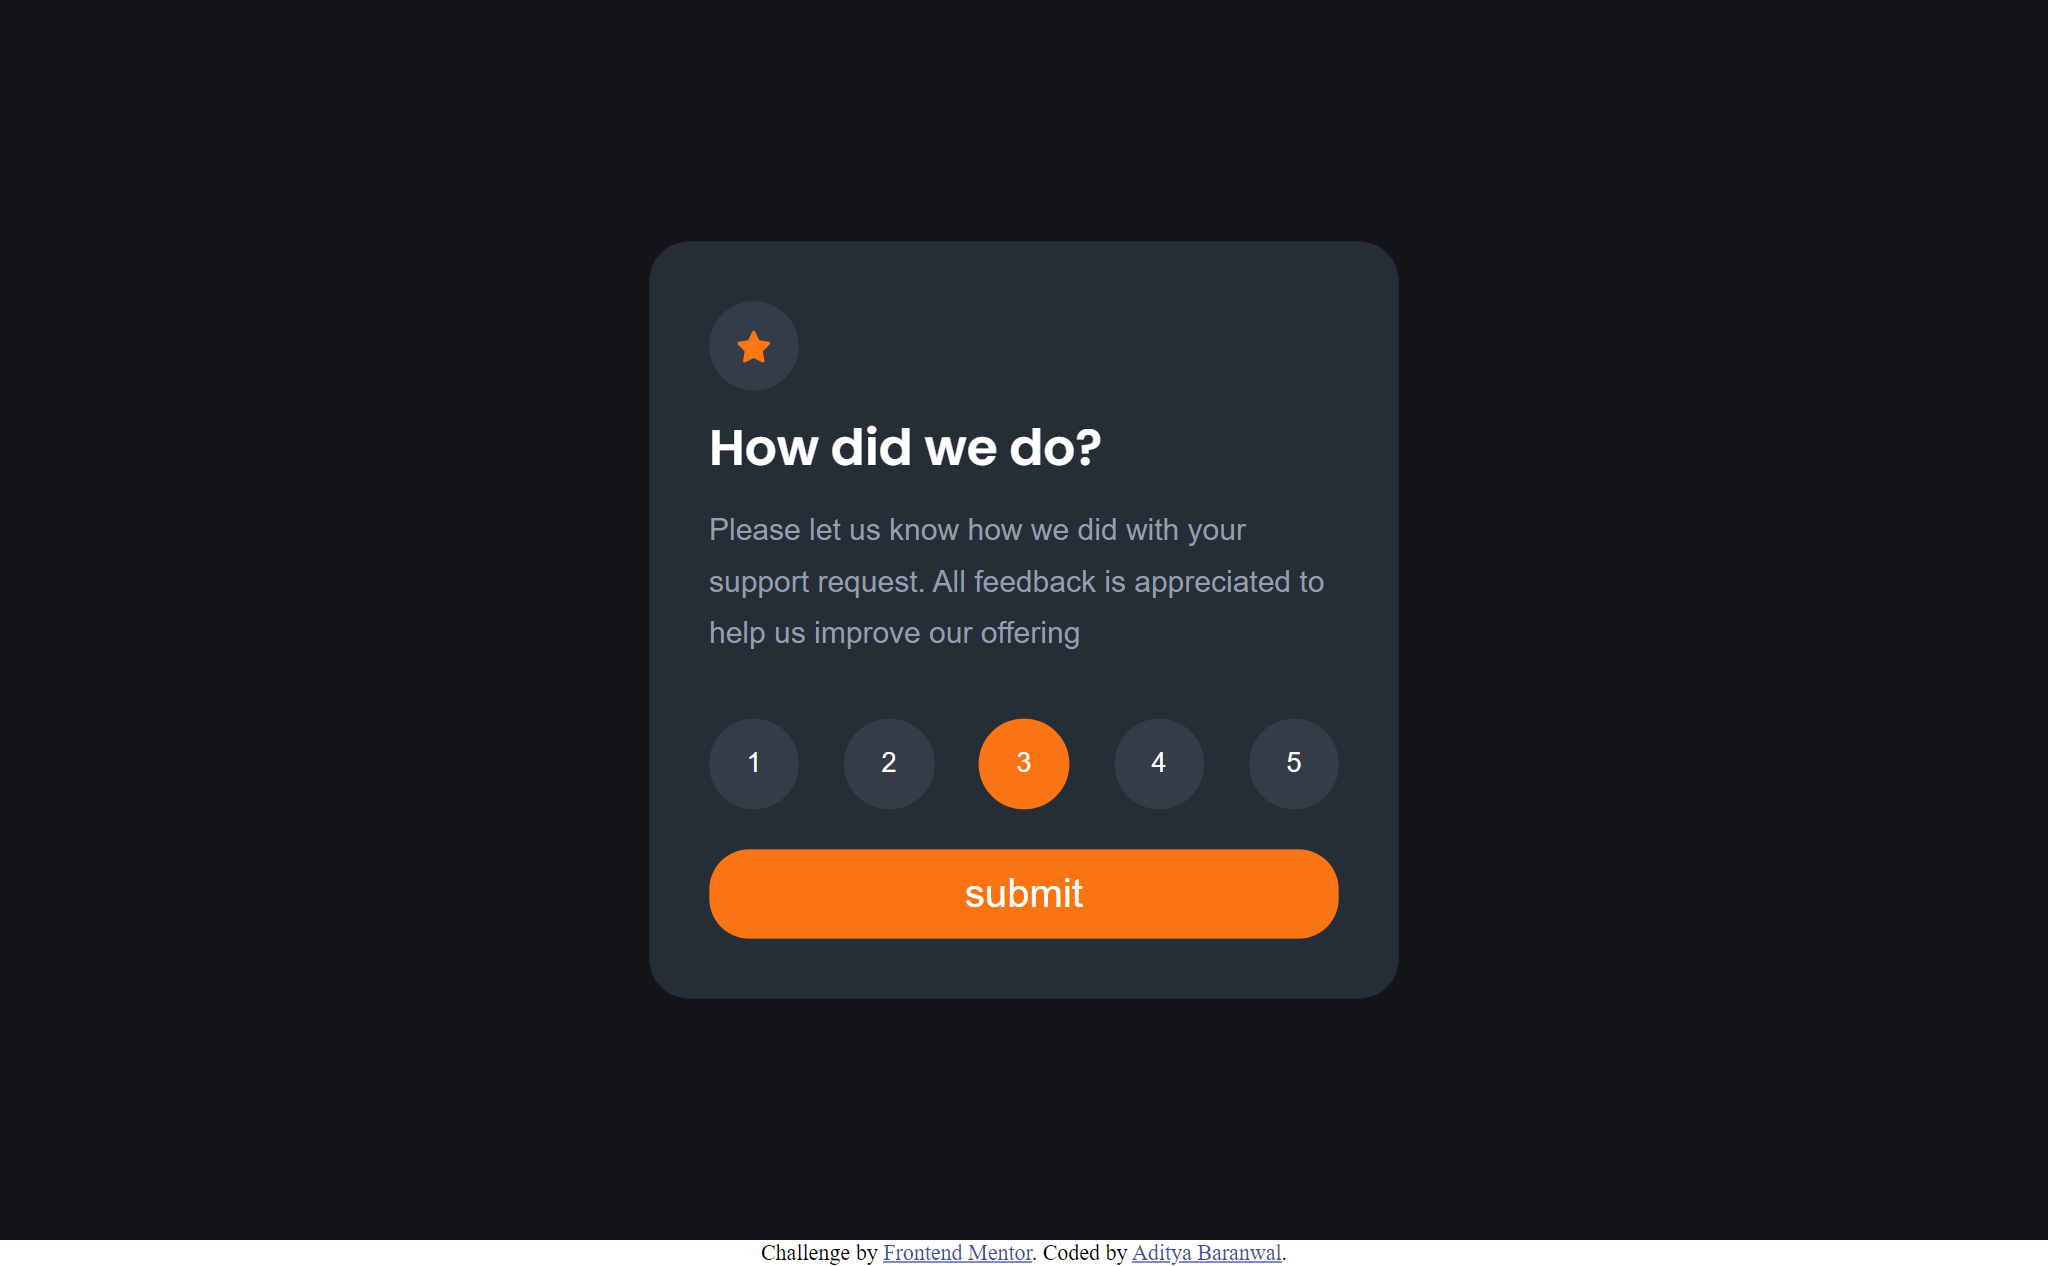 How did we do?
Please let us know how we did with your
support request. All feedback is appreciated to
help us improve our offering
1 2 3 4 5
submit
Challenge by Frontend Mentor. Coded by Aditya Baranwal.